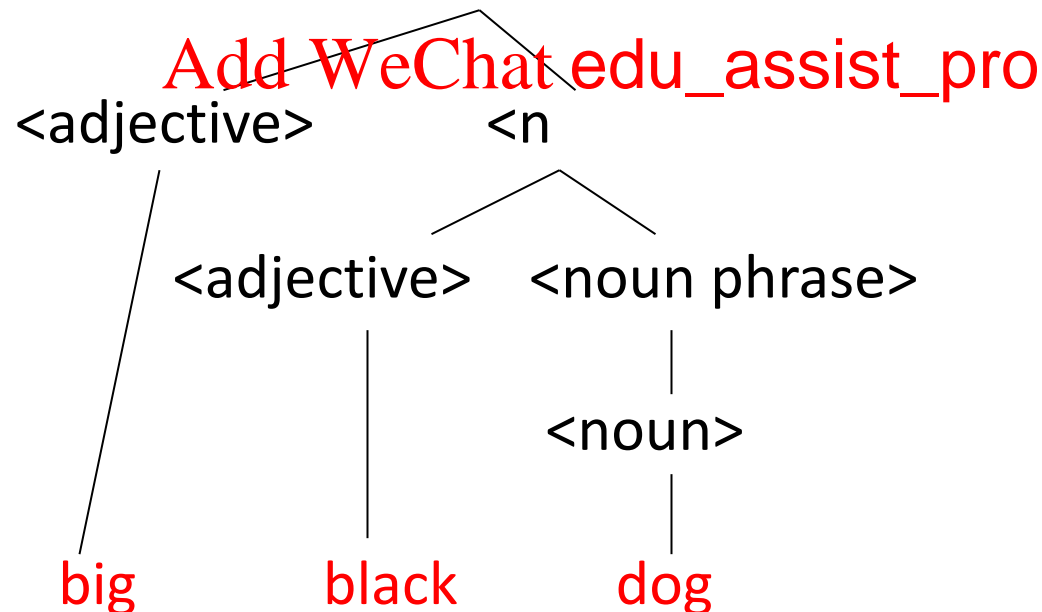 Add WeChat edu_assist_pro
<adjective> <n
<adjective> <noun phrase>
<noun>
big black dog